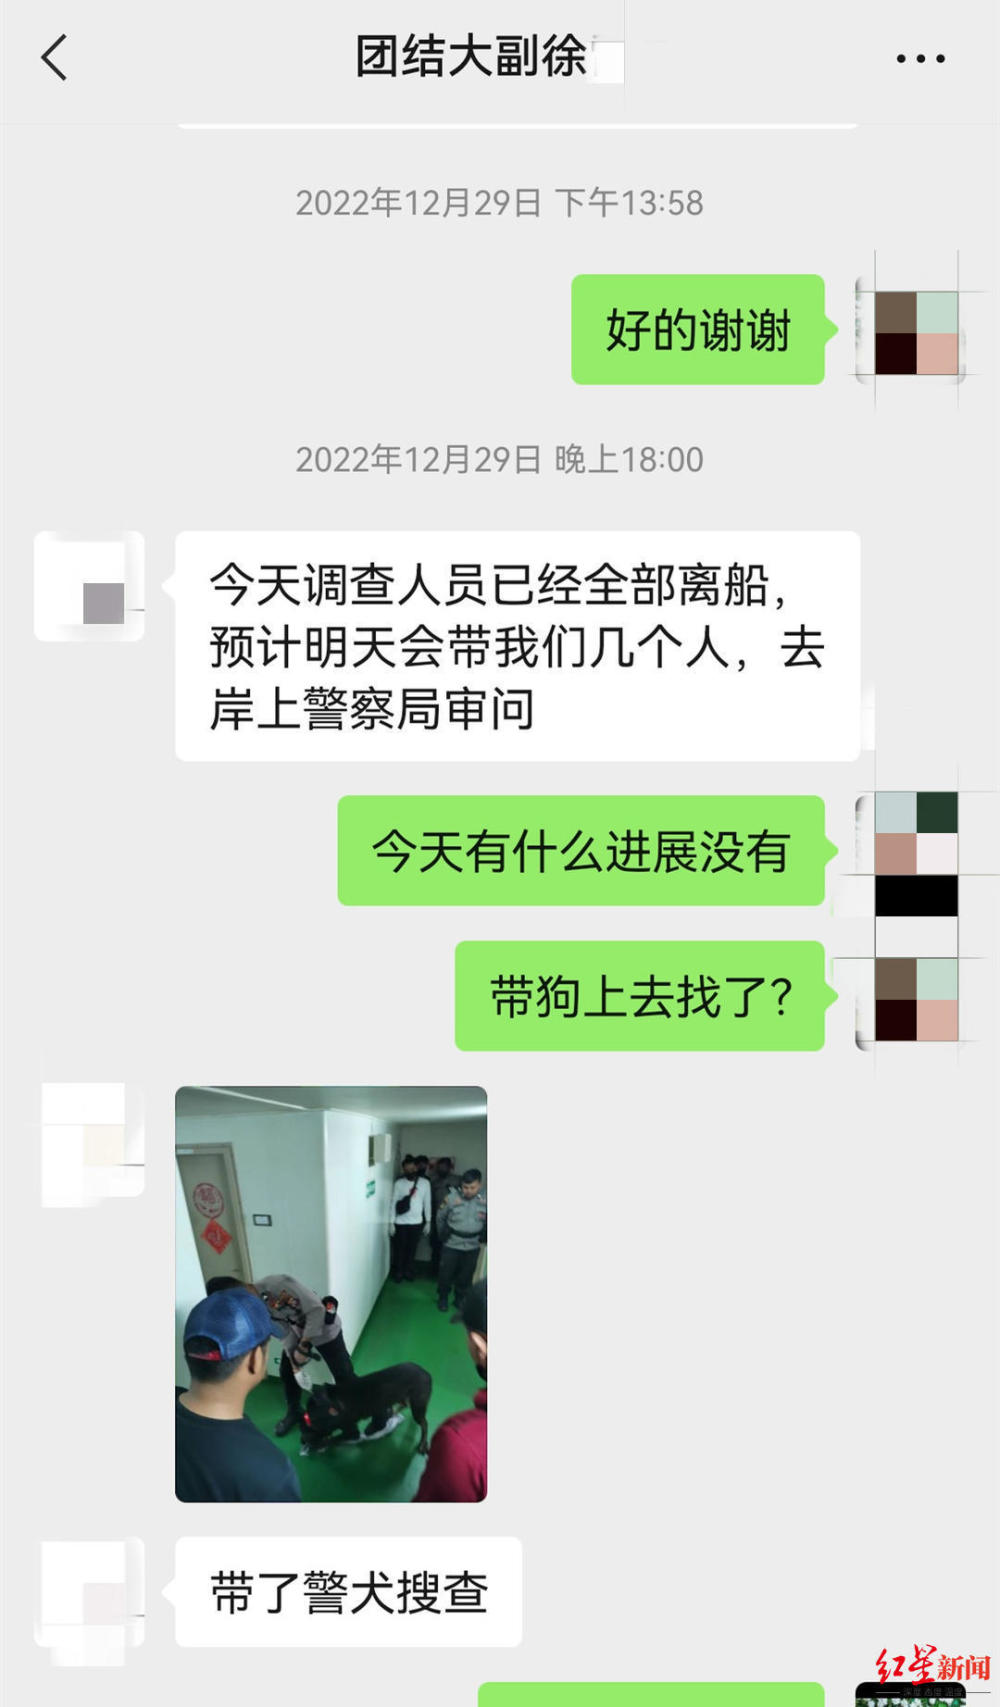 团结大副徐
2022年12月29日 下午13:58
好的谢谢
2022年12月29日 晚上18:00
今天调查人员已经全部离船，
预计明天会带我们几个人，去
岸上警察局审问
今天有什么进展没有
带狗上去找了？
带了警犬搜查
红星新闻